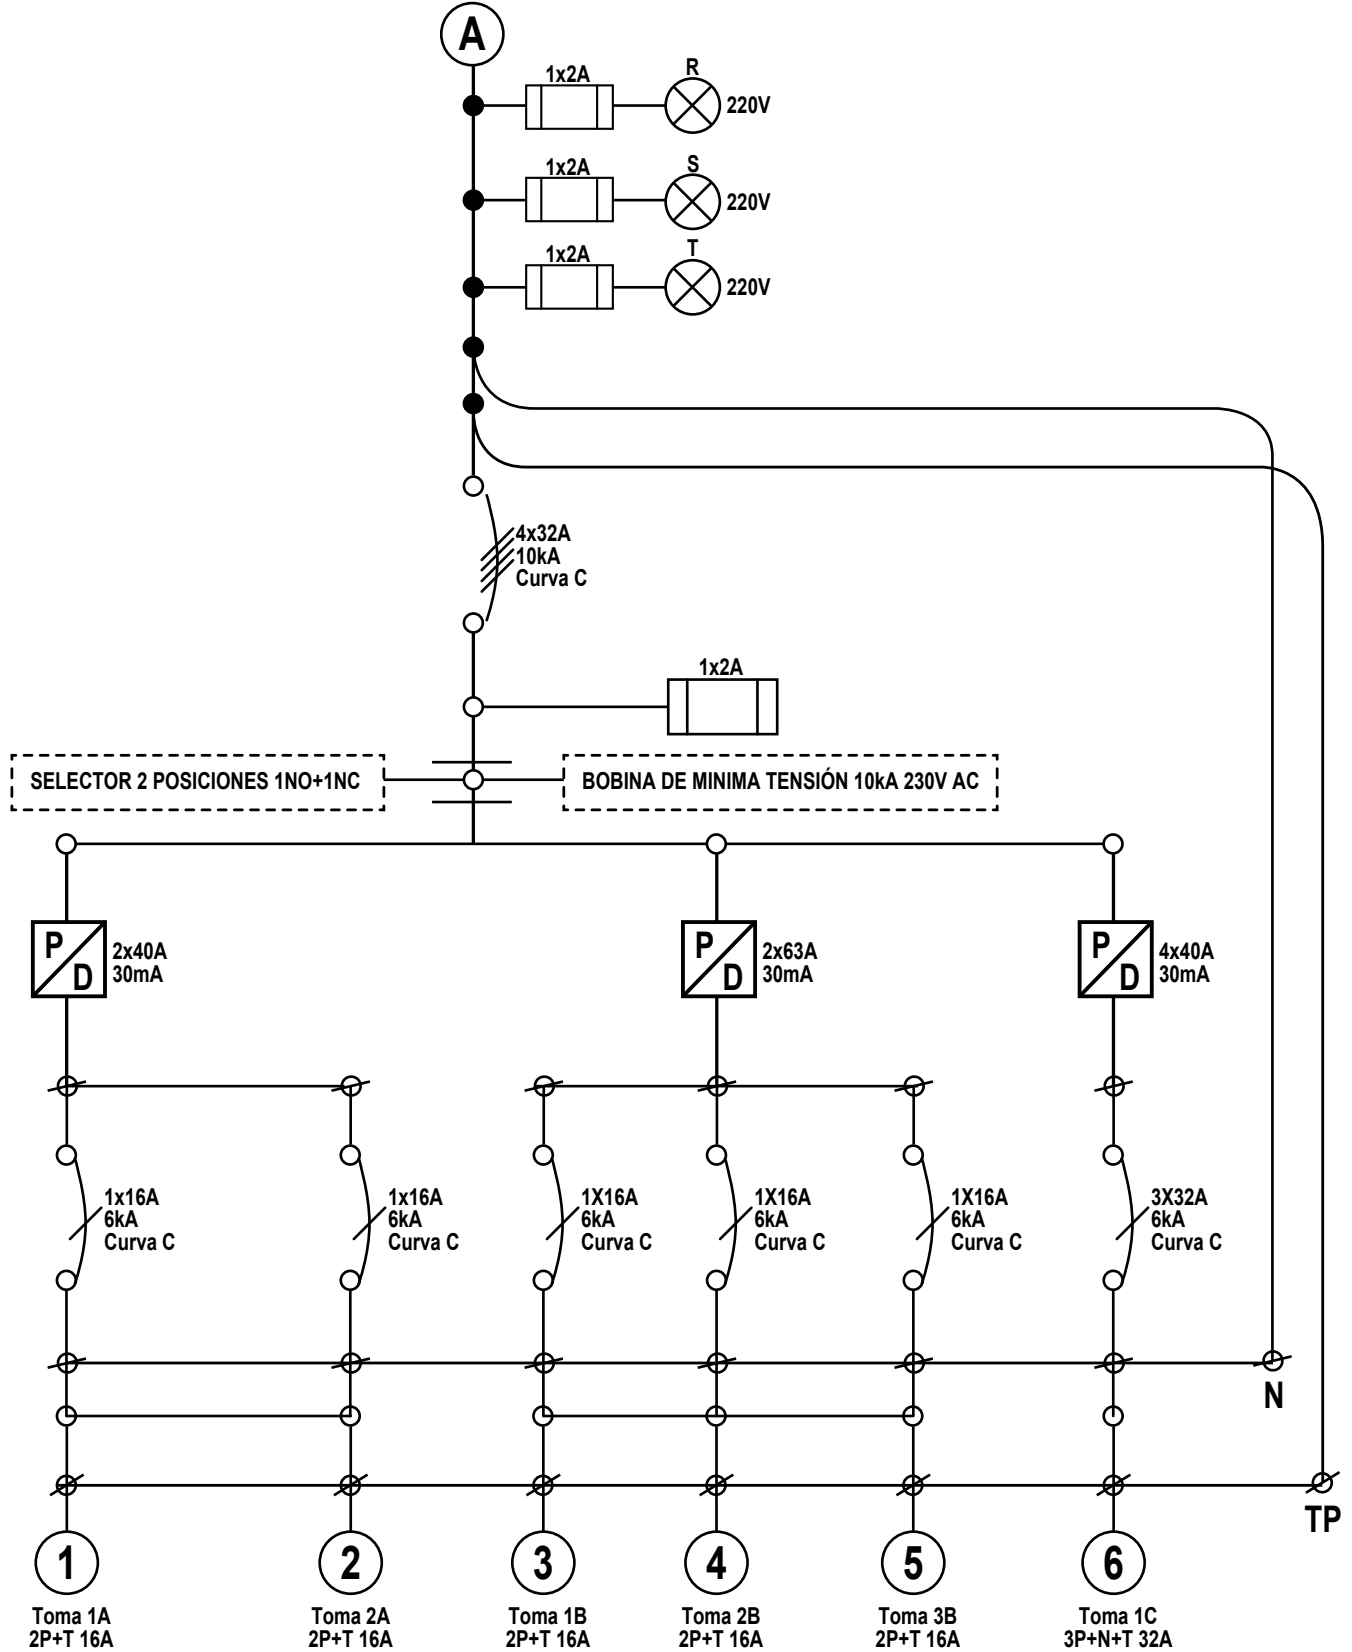 A
1x2A
R
220V
1x2A
S
220V
1x2A
T
220V
4x32A
10kA
Curva C
1x2A
SELECTOR 2 POSICIONES 1NO+1NC
BOBINA DE MINIMA TENSIÓN 10kA 230V AC
P
D
2x40A
30mA
P
D
2x63A
30mA
P
D
4x40A
30mA
1x16A
6kA
Curva C
1x16A
6kA
Curva C
1X16A
6kA
Curva C
1X16A
6kA
Curva C
1X16A
6kA
Curva C
3X32A
6kA
Curva C
N
TP
1
Toma 1A
2P+T 16A
2
Toma 2A
2P+T 16A
3
Toma 1B
2P+T 16A
4
Toma 2B
2P+T 16A
5
Toma 3B
2P+T 16A
6
Toma 1C
3P+N+T 32A